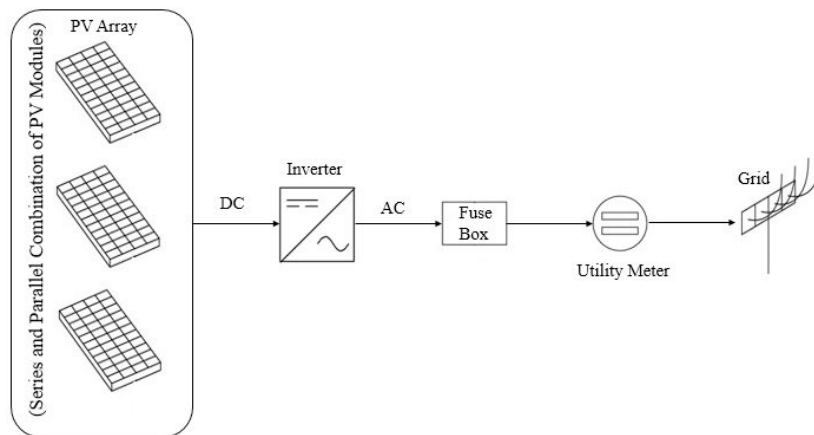 PV Array
(Series and Parallel Combination of PV Modules)
DC
Inverter
AC
Fuse
Box
Utility Meter
Grid